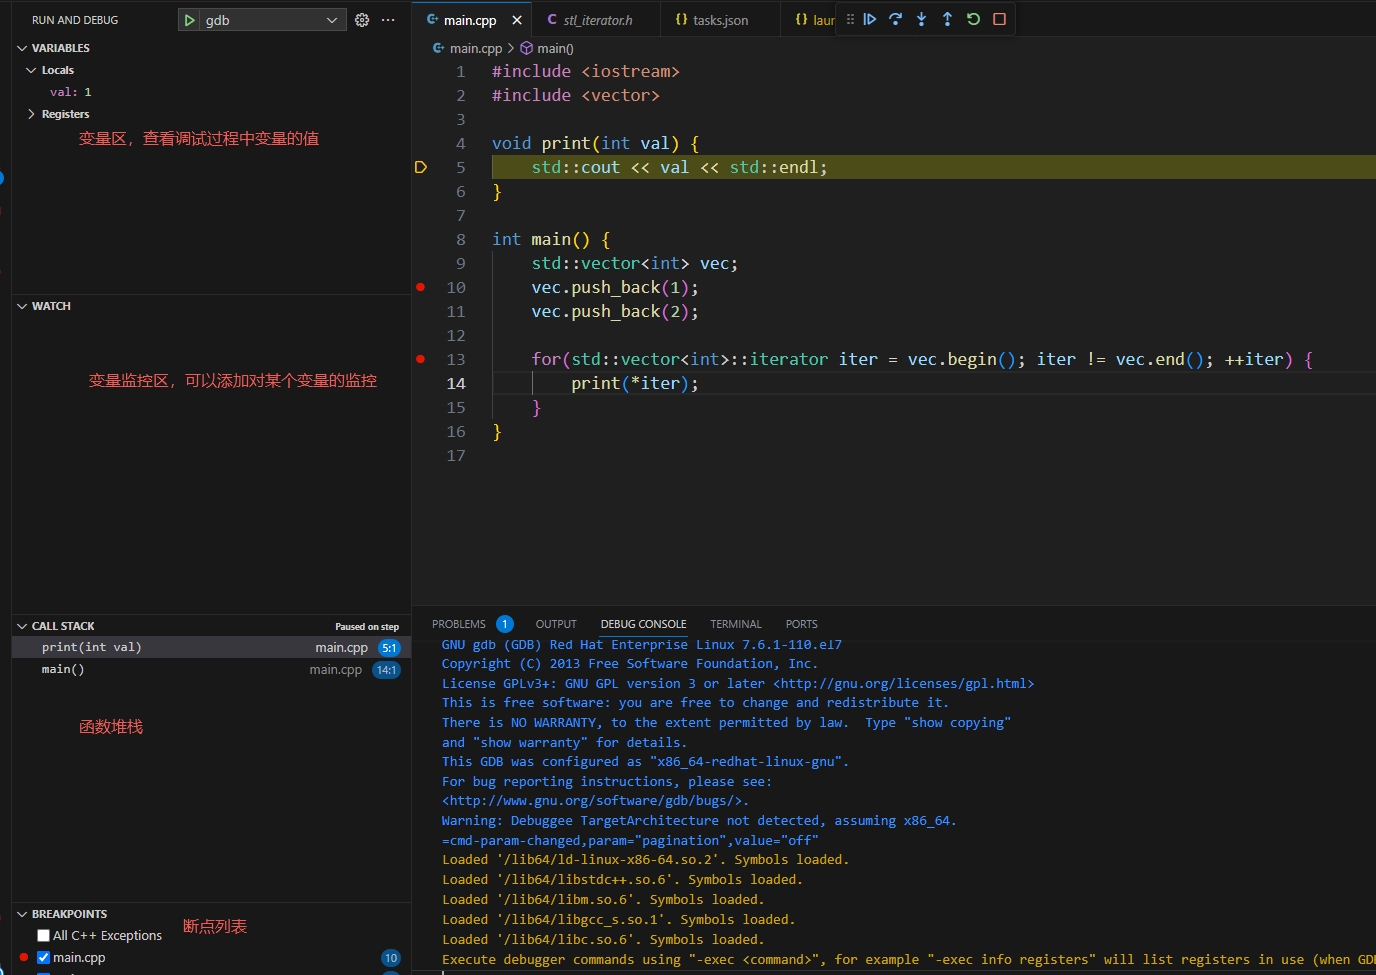 RUN AND DEBUG
gdb
VARIABLES
Locals
val: 1
Registers
变量区，查看调试过程中变量的值
WATCH
变量监控区，可以添加对某个变量的监控
CALL STACK Paused on step
print(int val) main.cpp 5:1
main() main.cpp 14:1
函数堆栈
BREAKPOINTS
断点列表
All C++ Exceptions
main.cpp 10
main.cpp stl_iterator.h tasks.json laun
main.cpp > main()
1 #include <iostream>
2 #include <vector>
3
4 void print(int val) {
5 std::cout << val << std::endl;
6 }
7
8 int main() {
9 std::vector<int> vec;
10 vec.push_back(1);
11 vec.push_back(2);
12
13 for(std::vector<int>::iterator iter = vec.begin(); iter != vec.end(); ++iter) {
14 print(*iter);
15 }
16 }
17
PROBLEMS 1 OUTPUT DEBUG CONSOLE TERMINAL PORTS
GNU gdb (GDB) Red Hat Enterprise Linux 7.6.1-110.el7
Copyright (C) 2013 Free Software Foundation, Inc.
License GPLv3+: GNU GPL version 3 or later <http://gnu.org/licenses/gpl.html>
This is free software: you are free to change and redistribute it.
There is NO WARRANTY, to the extent permitted by law.  Type "show copying"
and "show warranty" for details.
This GDB was configured as "x86_64-redhat-linux-gnu".
For bug reporting instructions, please see:
<http://www.gnu.org/software/gdb/bugs/>.
Warning: Debuggee TargetArchitecture not detected, assuming x86_64.
=cmd-param-changed,param="pagination",value="off"
Loaded '/lib64/ld-linux-x86-64.so.2'. Symbols loaded.
Loaded '/lib64/libstdc++.so.6'. Symbols loaded.
Loaded '/lib64/libm.so.6'. Symbols loaded.
Loaded '/lib64/libgcc_s.so.1'. Symbols loaded.
Loaded '/lib64/libc.so.6'. Symbols loaded.
Execute debugger commands using "-exec <command>", for example "-exec info registers" will list registers in use (when GD